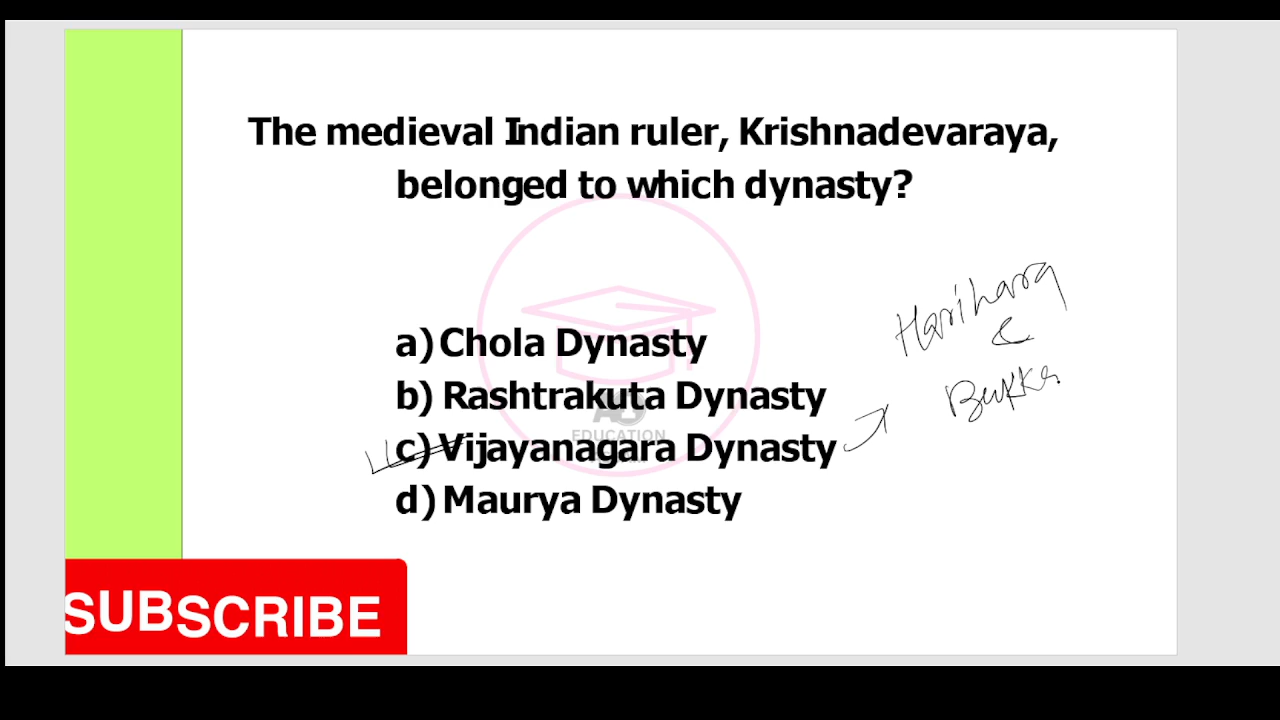 The medieval Indian ruler, Krishnadevaraya,
belonged to which dynasty?
a) Chola Dynasty
b) Rashtrakuta Dynasty
c) Vijayanagara Dynasty
d) Maurya Dynasty
Harihara
&
Bukka
EDUCATION
SUBSCRIBE